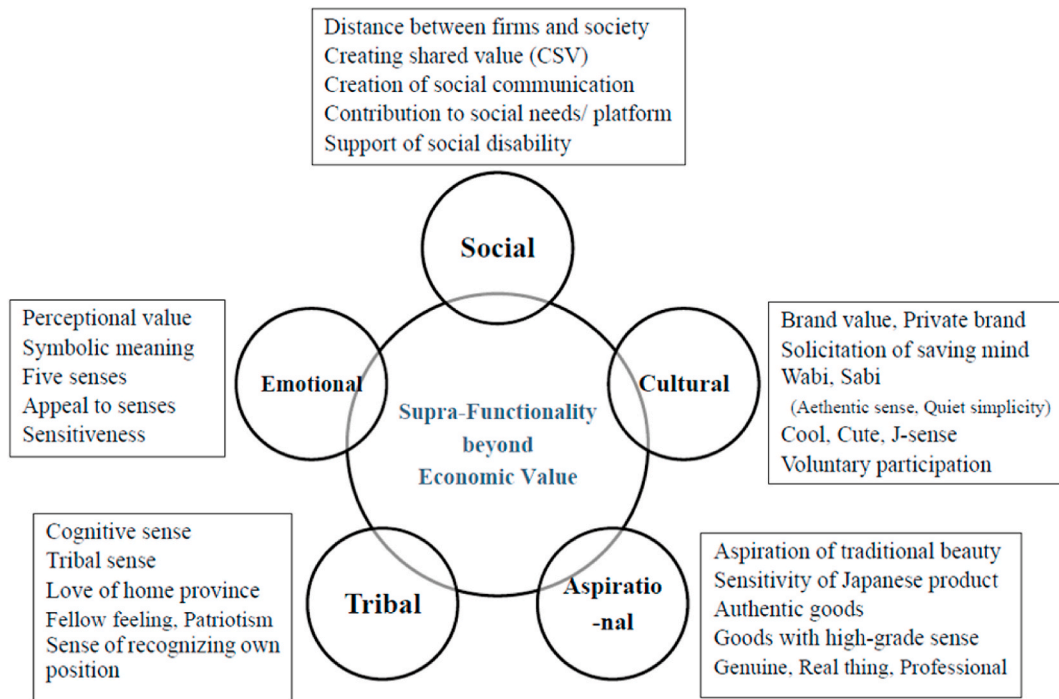 Distance between firms and society
Creating shared value (CSV)
Creation of social communication
Contribution to social needs/ platform
Support of social disability
Social
Perceptional value
Symbolic meaning
Five senses
Appeal to senses
Sensitiveness
Emotional
Supra-Functionality
beyond
Economic Value
Cultural
Brand value, Private brand
Solicitation of saving mind
Wabi, Sabi
(Aethentic sense, Quiet simplicity)
Cool, Cute, J-sense
Voluntary participation
Cognitive sense
Tribal sense
Love of home province
Fellow feeling, Patriotism
Sense of recognizing own
position
Tribal
Aspiratio
-nal
Aspiration of traditional beauty
Sensitivity of Japanese product
Authentic goods
Goods with high-grade sense
Genuine, Real thing, Professional